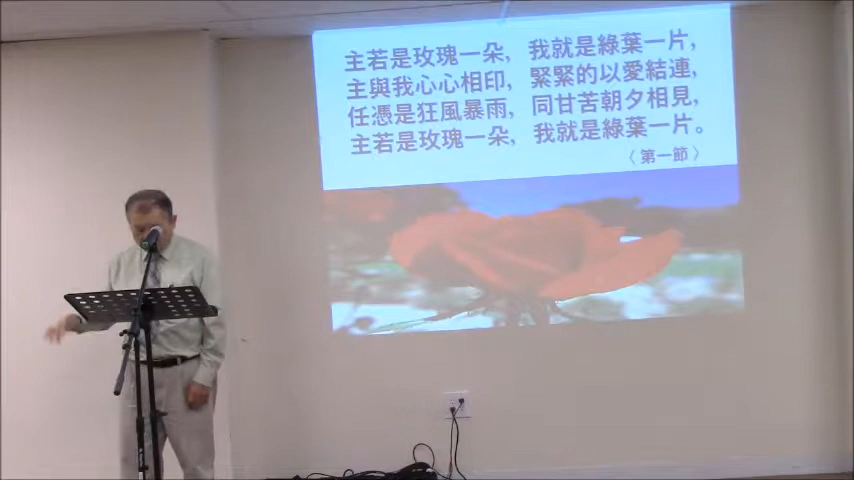 主若是玫瑰一朵, 我就是綠葉一片,
主與我心心相印, 緊緊的以愛結連,
任憑是狂風暴雨, 同甘苦朝夕相見,
主若是玫瑰一朵, 我就是綠葉一片。
〈第一節〉